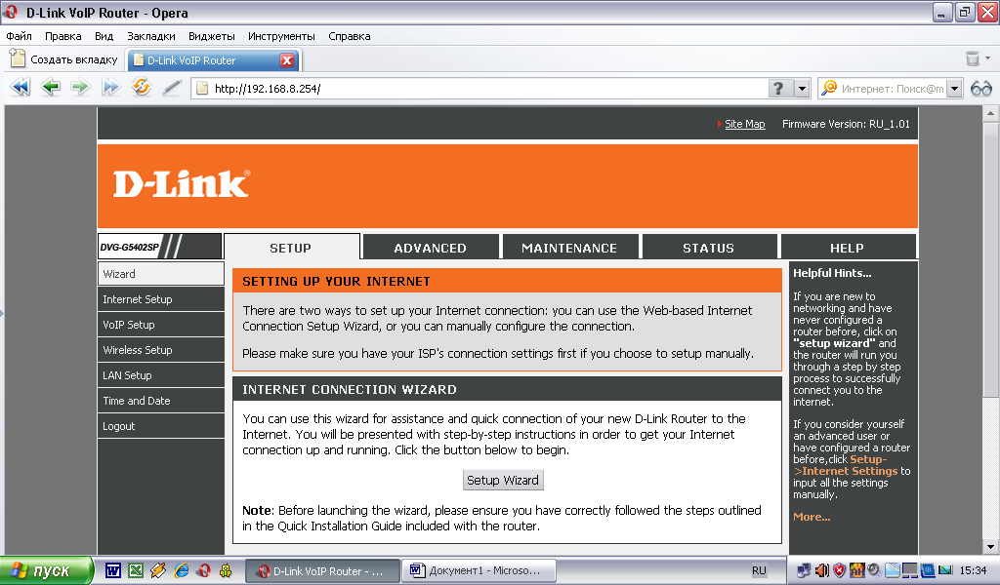 D-Link VoIP Router - Opera
Файл Правка Вид Закладки Виджеты Инструменты Справка
Создать вкладку D-Link VoIP Router
http://192.168.8.254/ ? Интернет: Поиск@m
Site Map Firmware Version: RU_1.01
D-Link®
DVG-G5402SP SETUP ADVANCED MAINTENANCE STATUS HELP
Wizard
Internet Setup
VoIP Setup
Wireless Setup
LAN Setup
Time and Date
Logout
SETTING UP YOUR INTERNET
There are two ways to set up your Internet connection: you can use the Web-based Internet
Connection Setup Wizard, or you can manually configure the connection.
Please make sure you have your ISP's connection settings first if you choose to setup manually.
INTERNET CONNECTION WIZARD
You can use this wizard for assistance and quick connection of your new D-Link Router to the
Internet. You will be presented with step-by-step instructions in order to get your Internet
connection up and running. Click the button below to begin.
Setup Wizard
Note: Before launching the wizard, please ensure you have correctly followed the steps outlined
in the Quick Installation Guide included with the router.
Helpful Hints...
If you are new to
networking and have
never configured a
router before, click on
"setup wizard" and
the router will run you
through a step by step
process to successfully
connect you to the
internet.
If you consider yourself
an advanced user or
have configured a router
before,click Setup-
>Internet Settings to
input all the settings
manually.
More...
пуск D-Link VoIP Router - ... Документ1 - Microso... RU 15:34